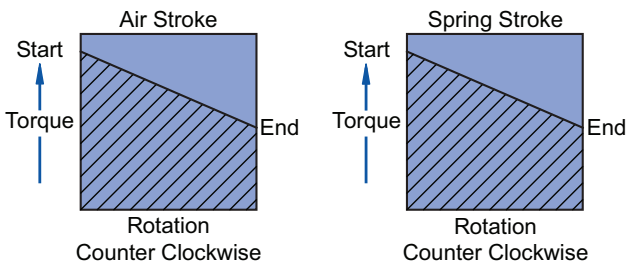 Air Stroke
Start
Torque
End
Rotation
Counter Clockwise
Spring Stroke
Start
Torque
End
Rotation
Counter Clockwise